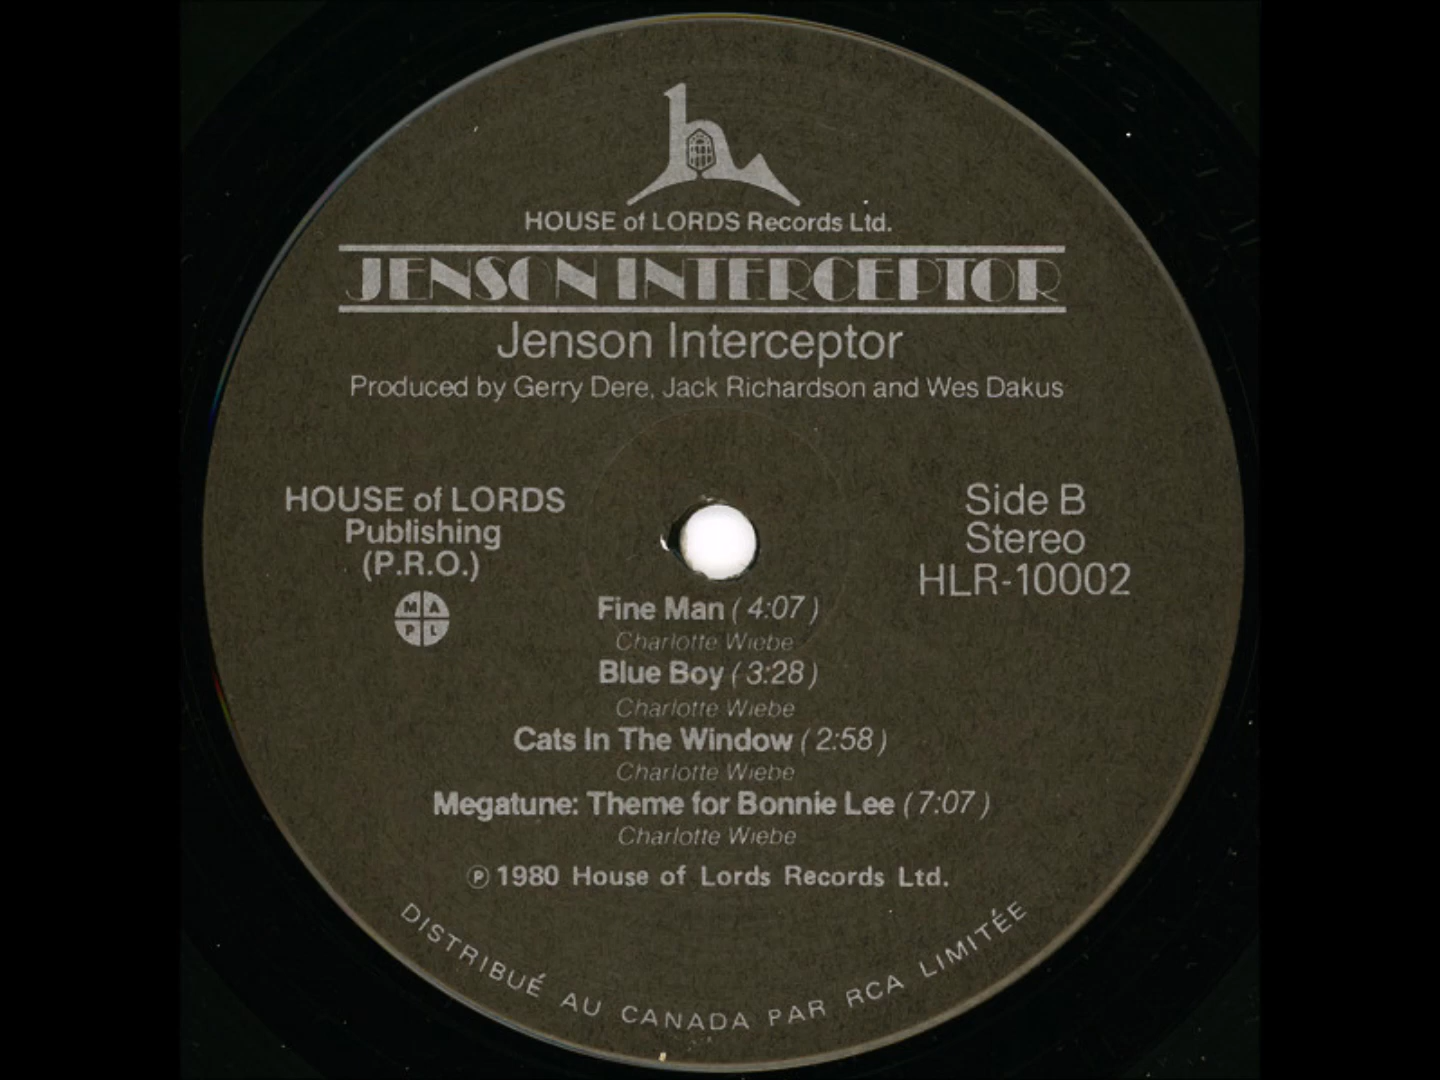 HOUSE of LORDS Records Ltd.
JENSON INTERCEPTOR
Jenson Interceptor
Produced by Gerry Dere, Jack Richardson and Wes Dakus
HOUSE of LORDS
Publishing
(P.R.O.)
M A
P L
Side B
Stereo
HLR-10002
Fine Man (4:07)
Charlotte Wiebe
Blue Boy (3:28)
Charlotte Wiebe
Cats In The Window (2:58)
Charlotte Wiebe
Megatune: Theme for Bonnie Lee (7:07)
Charlotte Wiebe
℗ 1980 House of Lords Records Ltd.
DISTRIBUÉ AU CANADA PAR RCA LIMITÉE